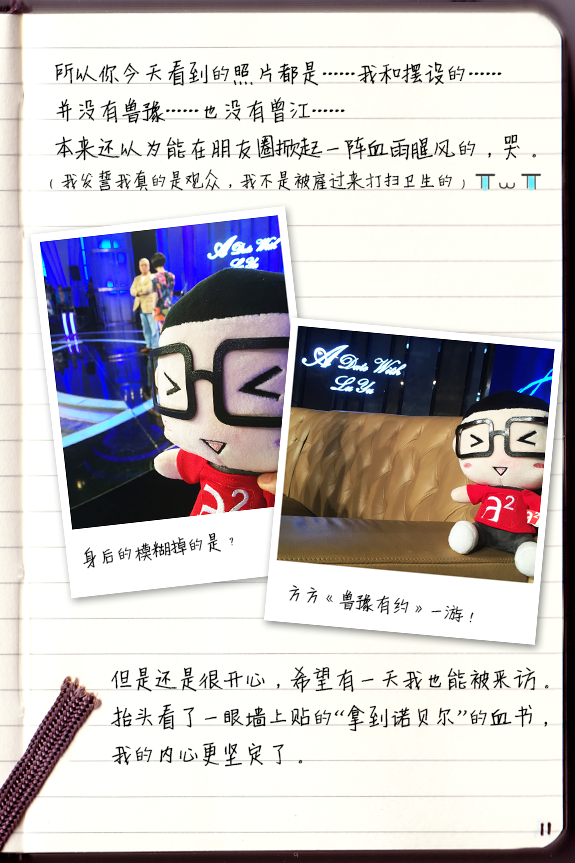 所以你今天看到的照片都是……我和摆设的……
并没有鲁豫……也没有曾江……
本来还以为能在朋友圈掀起一阵血雨腥风的，哭。
（我发誓我真的是观众，我不是被雇过来打扫卫生的）TωT
A Date With
Lu Yu
a²
身后的模糊掉的是？
A Date With
Lu Yu
a²
方方《鲁豫有约》一游！
但是还是很开心，希望有一天我也能被采访。
抬头看了一眼墙上贴的“拿到诺贝尔”的血书，
我的内心更坚定了。
11